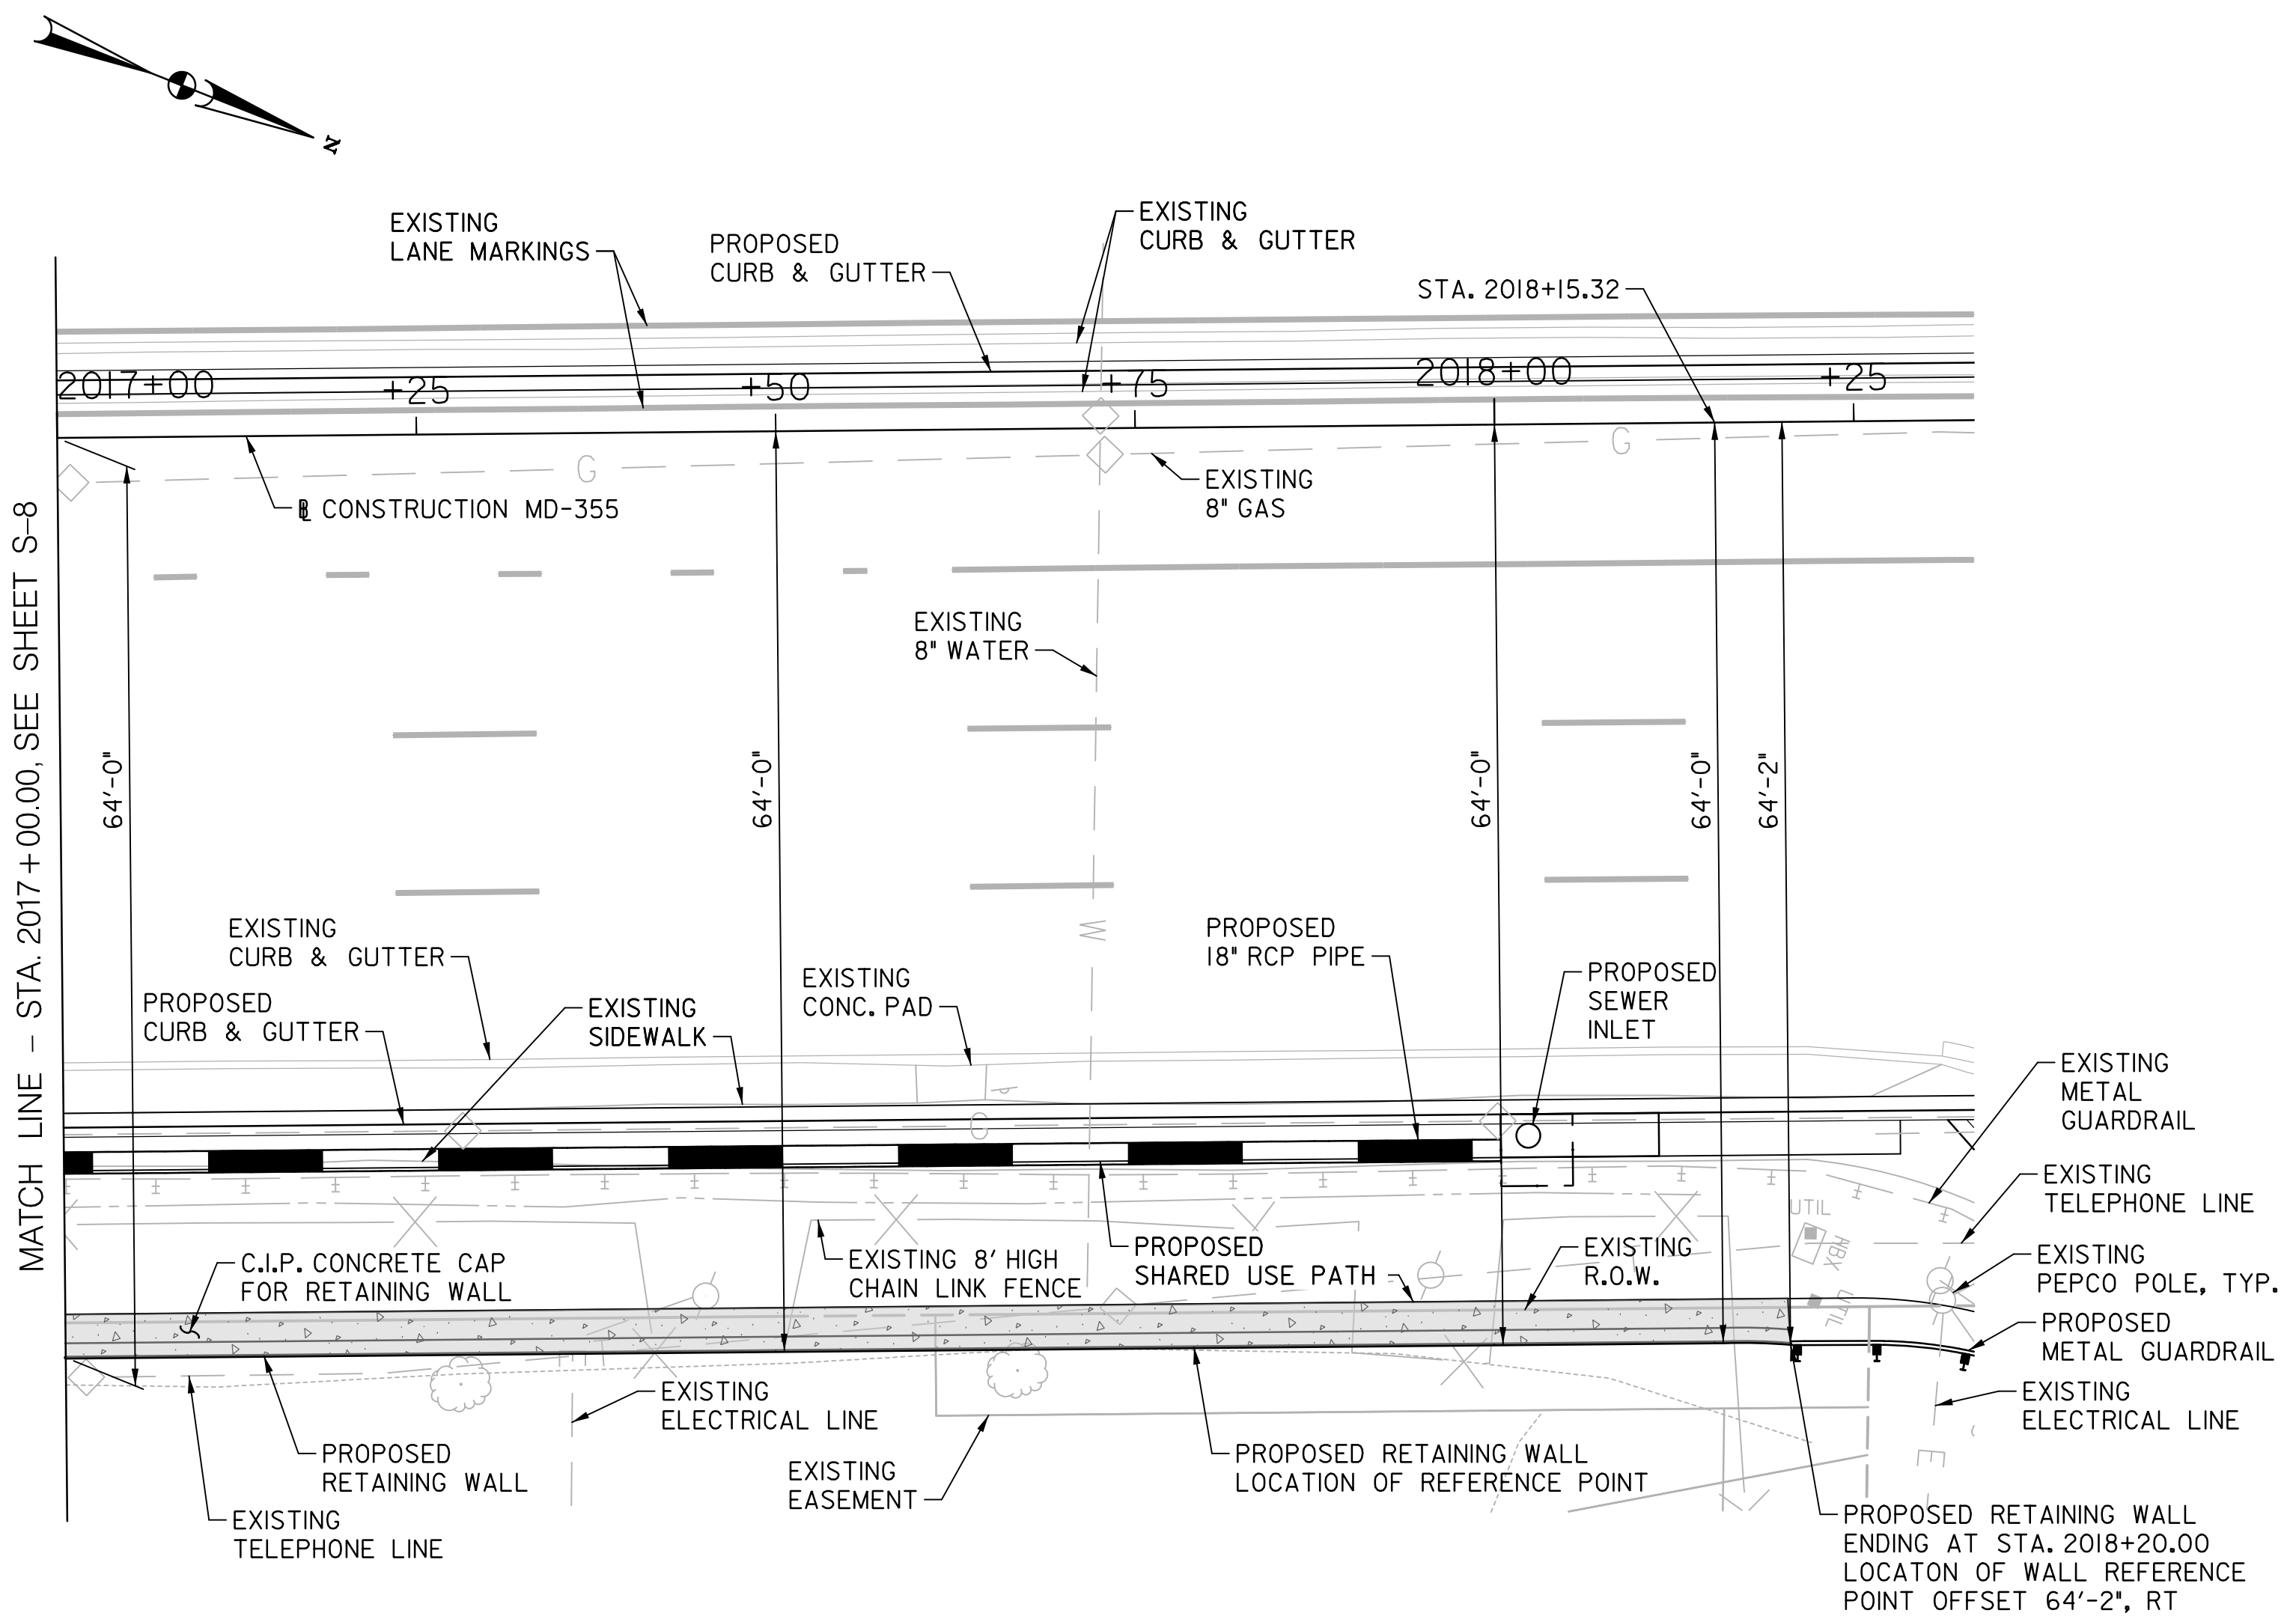 N
EXISTING
LANE MARKINGS
PROPOSED
CURB & GUTTER
EXISTING
CURB & GUTTER
STA. 2018+15.32
2017+00
+25
+50
+75
2018+00
+25
G
G
BL CONSTRUCTION MD-355
EXISTING
8" GAS
MATCH LINE - STA. 2017+00.00, SEE SHEET S-8
EXISTING
8" WATER
64'-0"
64'-0"
64'-0"
64'-0"
64'-2"
W
EXISTING
CURB & GUTTER
PROPOSED
CURB & GUTTER
EXISTING
SIDEWALK
EXISTING
CONC. PAD
PROPOSED
18" RCP PIPE
PROPOSED
SEWER
INLET
EXISTING
METAL
GUARDRAIL
G
EXISTING
TELEPHONE LINE
UTIL
HBX
UTIL
C.I.P. CONCRETE CAP
FOR RETAINING WALL
EXISTING 8' HIGH
CHAIN LINK FENCE
PROPOSED
SHARED USE PATH
EXISTING
R.O.W.
EXISTING
PEPCO POLE, TYP.
PROPOSED
METAL GUARDRAIL
EXISTING
ELECTRICAL LINE
EXISTING
ELECTRICAL LINE
E
PROPOSED
RETAINING WALL
EXISTING
EASEMENT
PROPOSED RETAINING WALL
LOCATION OF REFERENCE POINT
EXISTING
TELEPHONE LINE
PROPOSED RETAINING WALL
ENDING AT STA. 2018+20.00
LOCATON OF WALL REFERENCE
POINT OFFSET 64'-2", RT